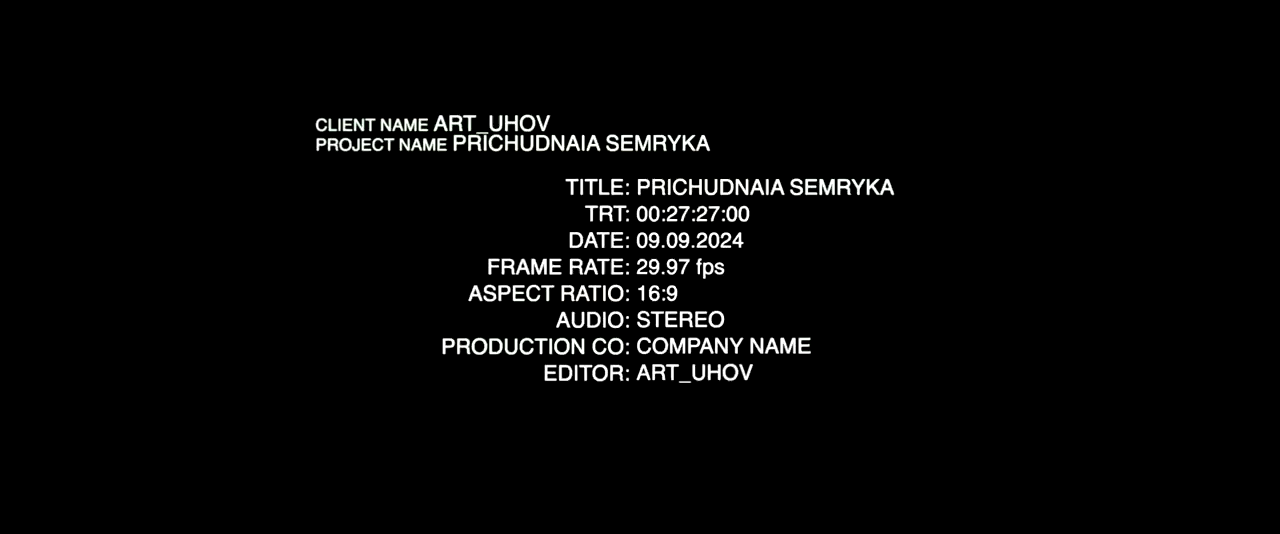 CLIENT NAME ART_UHOV
PROJECT NAME PRICHUDNAIA SEMRYKA
TITLE: PRICHUDNAIA SEMRYKA
TRT: 00:27:27:00
DATE: 09.09.2024
FRAME RATE: 29.97 fps
ASPECT RATIO: 16:9
AUDIO: STEREO
PRODUCTION CO: COMPANY NAME
EDITOR: ART_UHOV